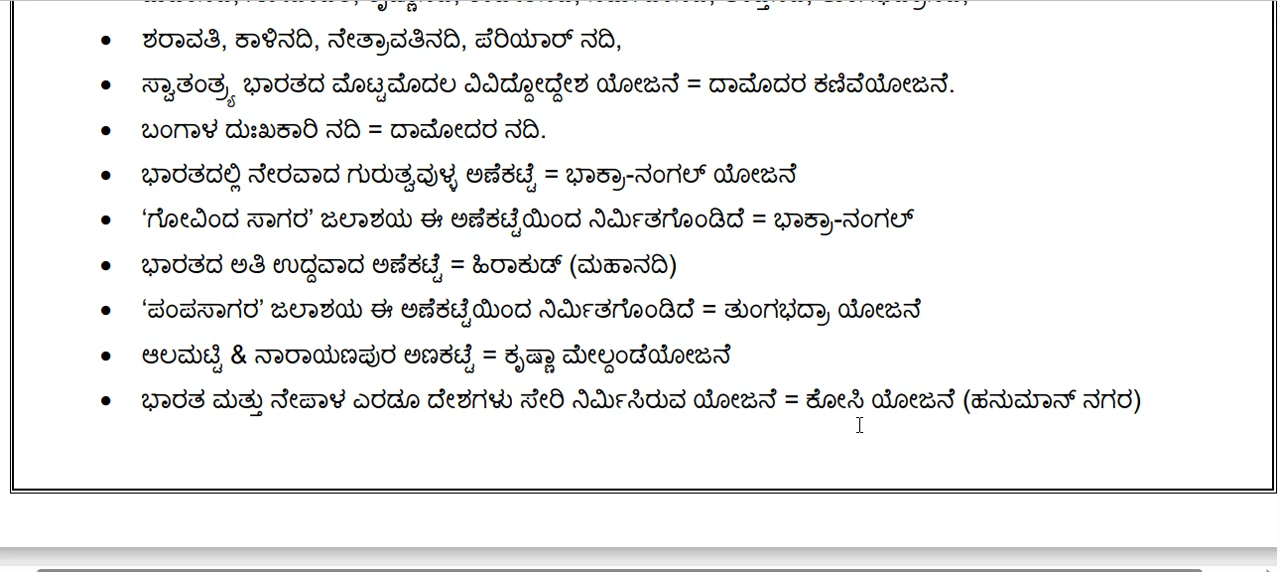 • ಶರಾವತಿ, ಕಾಳಿನದಿ, ನೇತ್ರಾವತಿನದಿ, ಪೆರಿಯಾರ್ ನದಿ,
• ಸ್ವಾತಂತ್ರ್ಯ ಭಾರತದ ಮೊಟ್ಟಮೊದಲ ವಿವಿದ್ದೋದ್ದೇಶ ಯೋಜನೆ = ದಾಮೊದರ ಕಣಿವೆಯೋಜನೆ.
• ಬಂಗಾಳ ದುಃಖಕಾರಿ ನದಿ = ದಾಮೋದರ ನದಿ.
• ಭಾರತದಲ್ಲಿ ನೇರವಾದ ಗುರುತ್ವವುಳ್ಳ ಅಣೆಕಟ್ಟೆ = ಭಾಕ್ರಾ-ನಂಗಲ್ ಯೋಜನೆ
• ‘ಗೋವಿಂದ ಸಾಗರ’ ಜಲಾಶಯ ಈ ಅಣೆಕಟ್ಟೆಯಿಂದ ನಿರ್ಮಿತಗೊಂಡಿದೆ = ಭಾಕ್ರಾ-ನಂಗಲ್
• ಭಾರತದ ಅತಿ ಉದ್ದವಾದ ಅಣೆಕಟ್ಟೆ = ಹಿರಾಕುಡ್ (ಮಹಾನದಿ)
• ‘ಪಂಪಸಾಗರ’ ಜಲಾಶಯ ಈ ಅಣೆಕಟ್ಟೆಯಿಂದ ನಿರ್ಮಿತಗೊಂಡಿದೆ = ತುಂಗಭದ್ರಾ ಯೋಜನೆ
• ಆಲಮಟ್ಟಿ & ನಾರಾಯಣಪುರ ಅಣಕಟ್ಟೆ = ಕೃಷ್ಣಾ ಮೇಲ್ದಂಡೆಯೋಜನೆ
• ಭಾರತ ಮತ್ತು ನೇಪಾಳ ಎರಡೂ ದೇಶಗಳು ಸೇರಿ ನಿರ್ಮಿಸಿರುವ ಯೋಜನೆ = ಕೋಸಿ ಯೋಜನೆ (ಹನುಮಾನ್ ನಗರ)